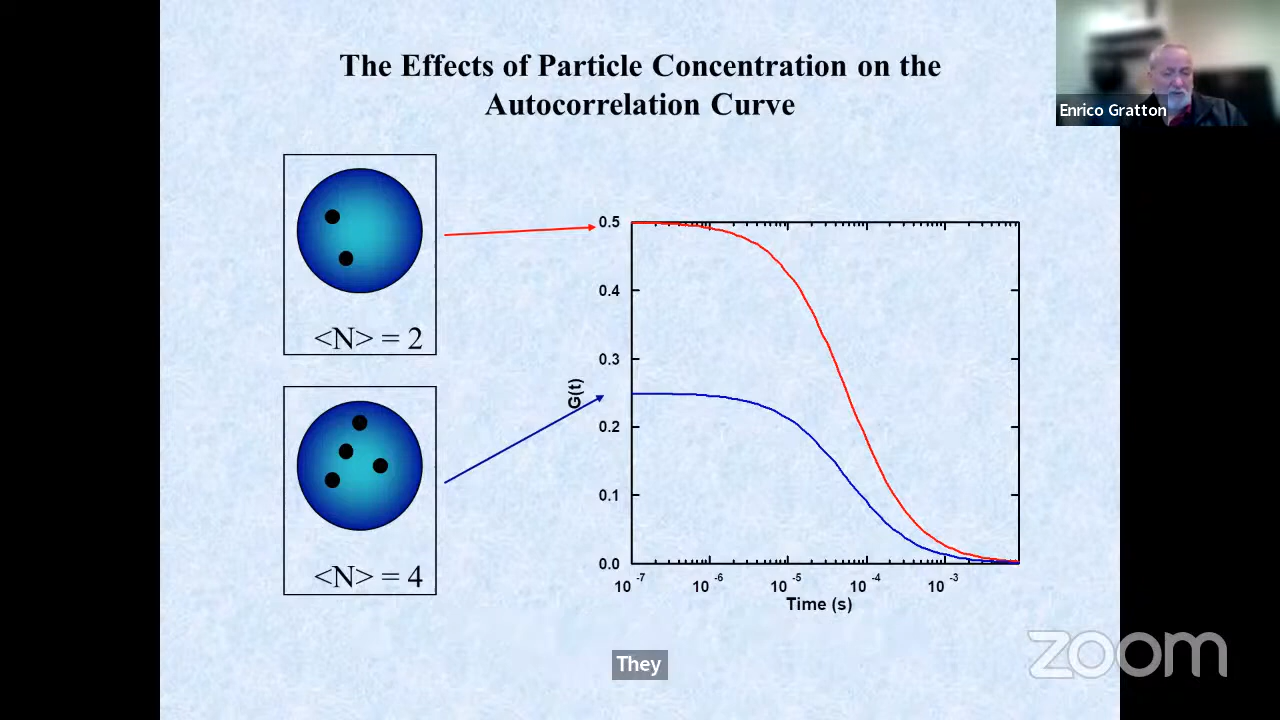 The Effects of Particle Concentration on the
Autocorrelation Curve
Enrico Gratton
<N> = 2
<N> = 4
G(t)
0.5
0.4
0.3
0.2
0.1
0.0
10 -7 10 -6 10 -5 10 -4 10 -3
Time (s)
They
zoom